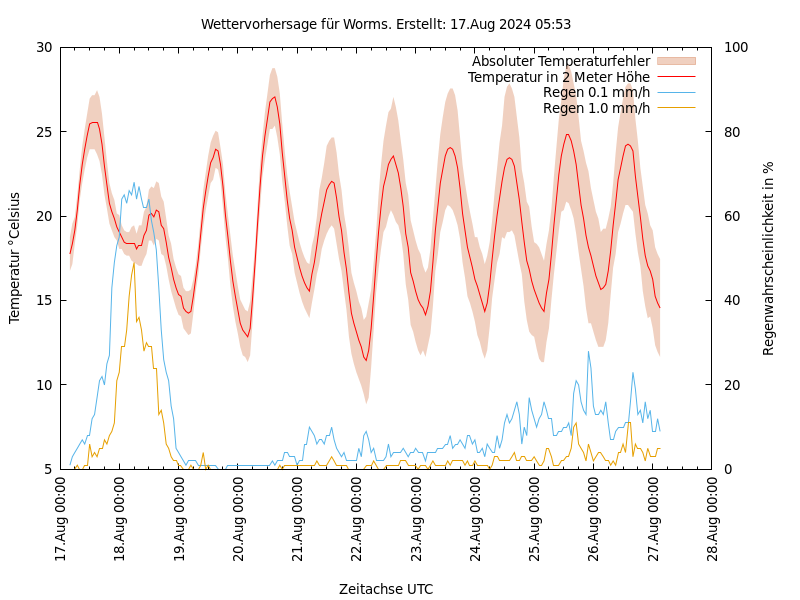 Wettervorhersage für Worms. Erstellt: 17.Aug 2024 05:53
Absoluter Temperaturfehler
Temperatur in 2 Meter Höhe
Regen 0.1 mm/h
Regen 1.0 mm/h
Temperatur °Celsius
30
25
20
15
10
5
100
80
60
40
20
0
Regenwahrscheinlichkeit in %
17.Aug 00:00
18.Aug 00:00
19.Aug 00:00
20.Aug 00:00
21.Aug 00:00
22.Aug 00:00
23.Aug 00:00
24.Aug 00:00
25.Aug 00:00
26.Aug 00:00
27.Aug 00:00
28.Aug 00:00
Zeitachse UTC